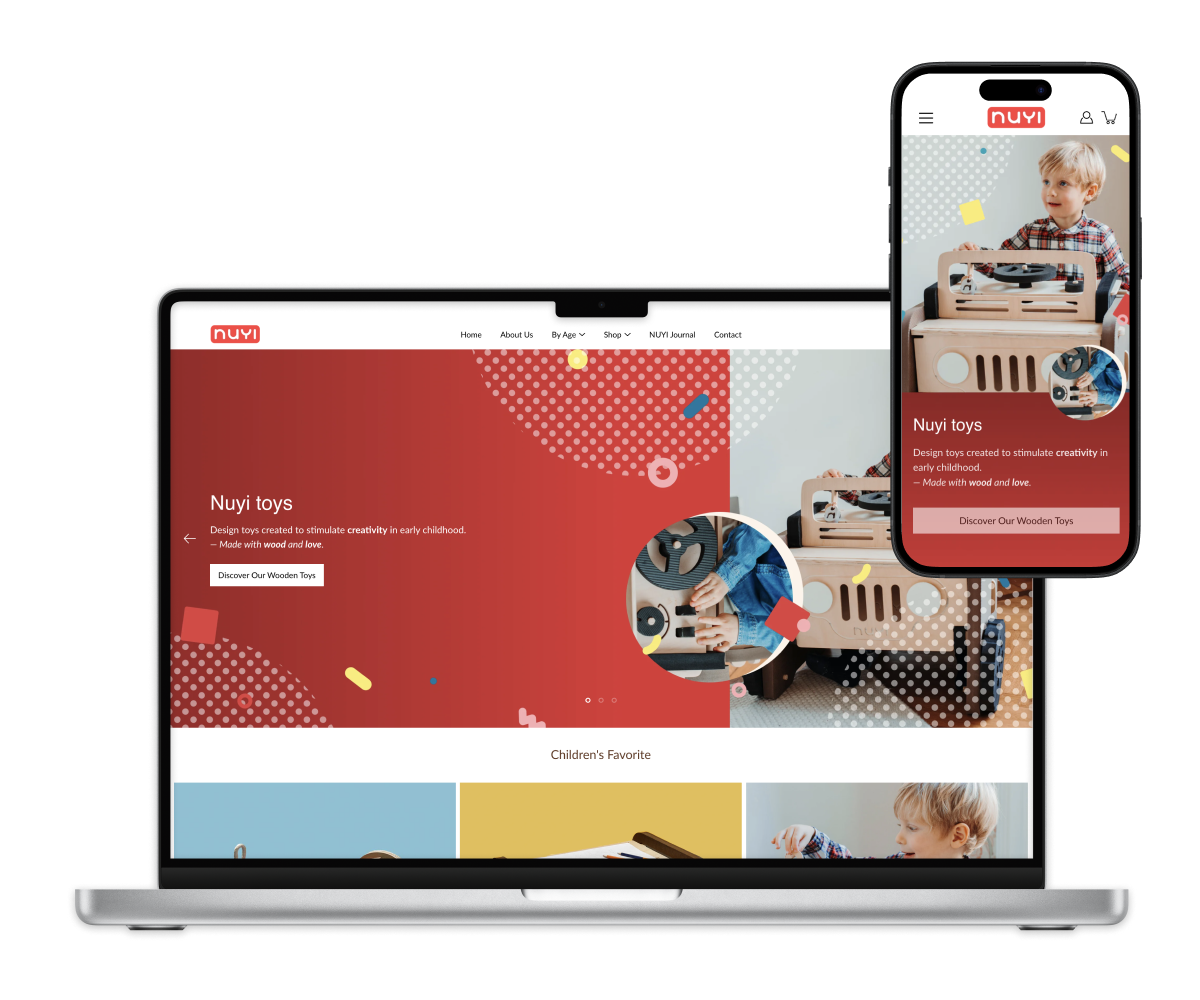 nuyi
Home About Us By Age Shop NUYI Journal Contact
Nuyi toys
Design toys created to stimulate creativity in early childhood.
— Made with wood and love.
Discover Our Wooden Toys
Children's Favorite
nuyi
Nuyi toys
Design toys created to stimulate creativity in
early childhood.
— Made with wood and love.
Discover Our Wooden Toys